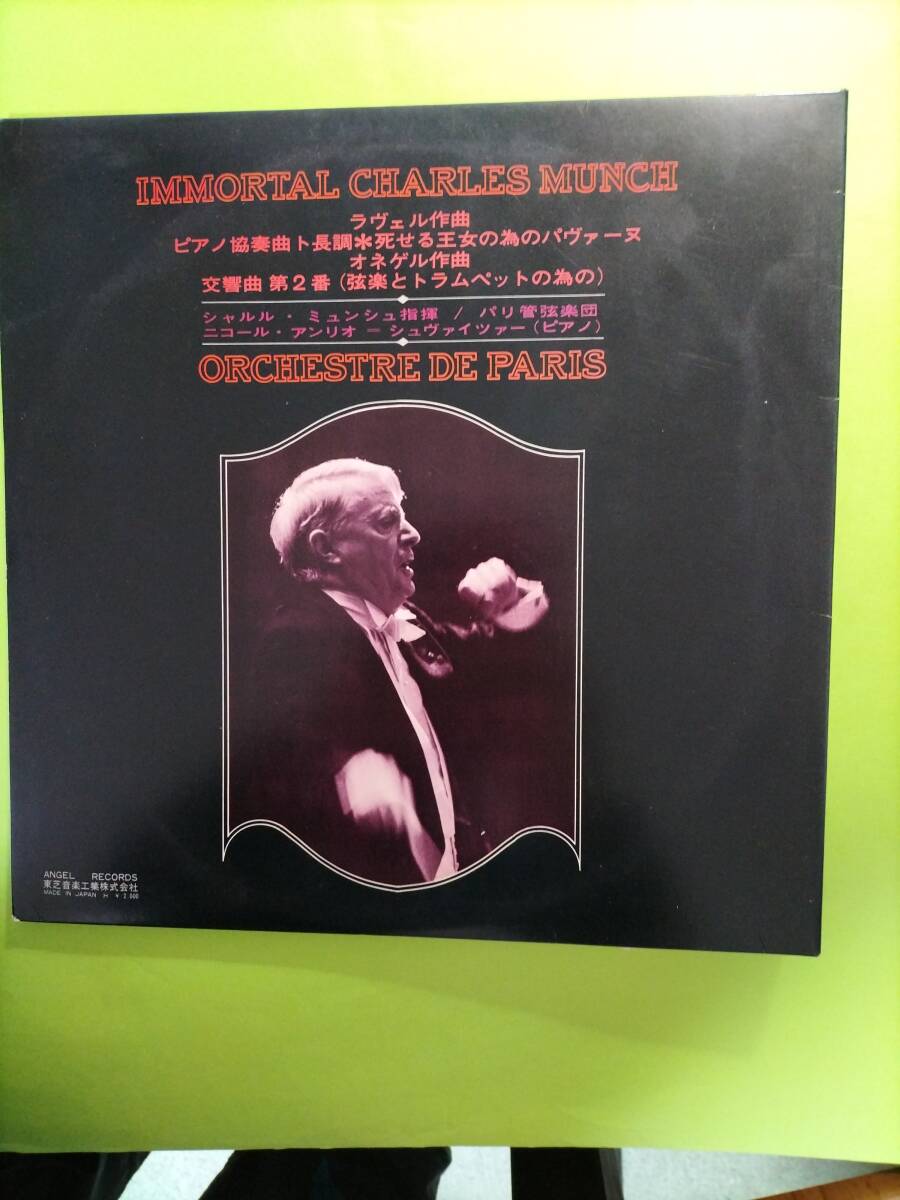 IMMORTAL CHARLES MUNCH
ラヴェル作曲
ピアノ協奏曲ト長調＊死せる王女の為のパヴァーヌ
オネゲル作曲
交響曲 第2番 (弦楽とトラムペットの為の)
シャルル・ミュンシュ指揮 / パリ管弦楽団
ニコール・アンリオ＝シュヴァイツァー(ピアノ)
ORCHESTRE DE PARIS
ANGEL RECORDS
東芝音楽工業株式会社
MADE IN JAPAN H ¥2,000